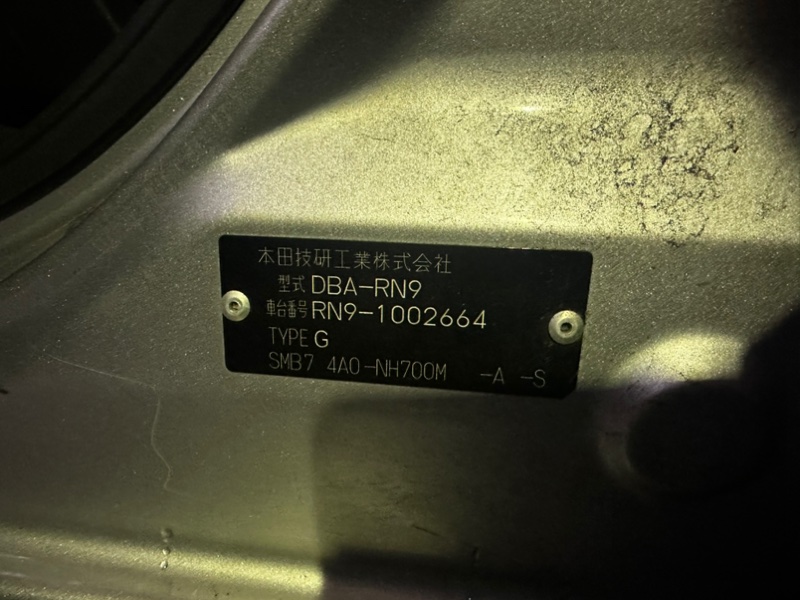 本田技研工業株式会社
型式 DBA-RN9
車台番号 RN9-1002664
TYPE G
SMB7 4A0-NH700M -A -S